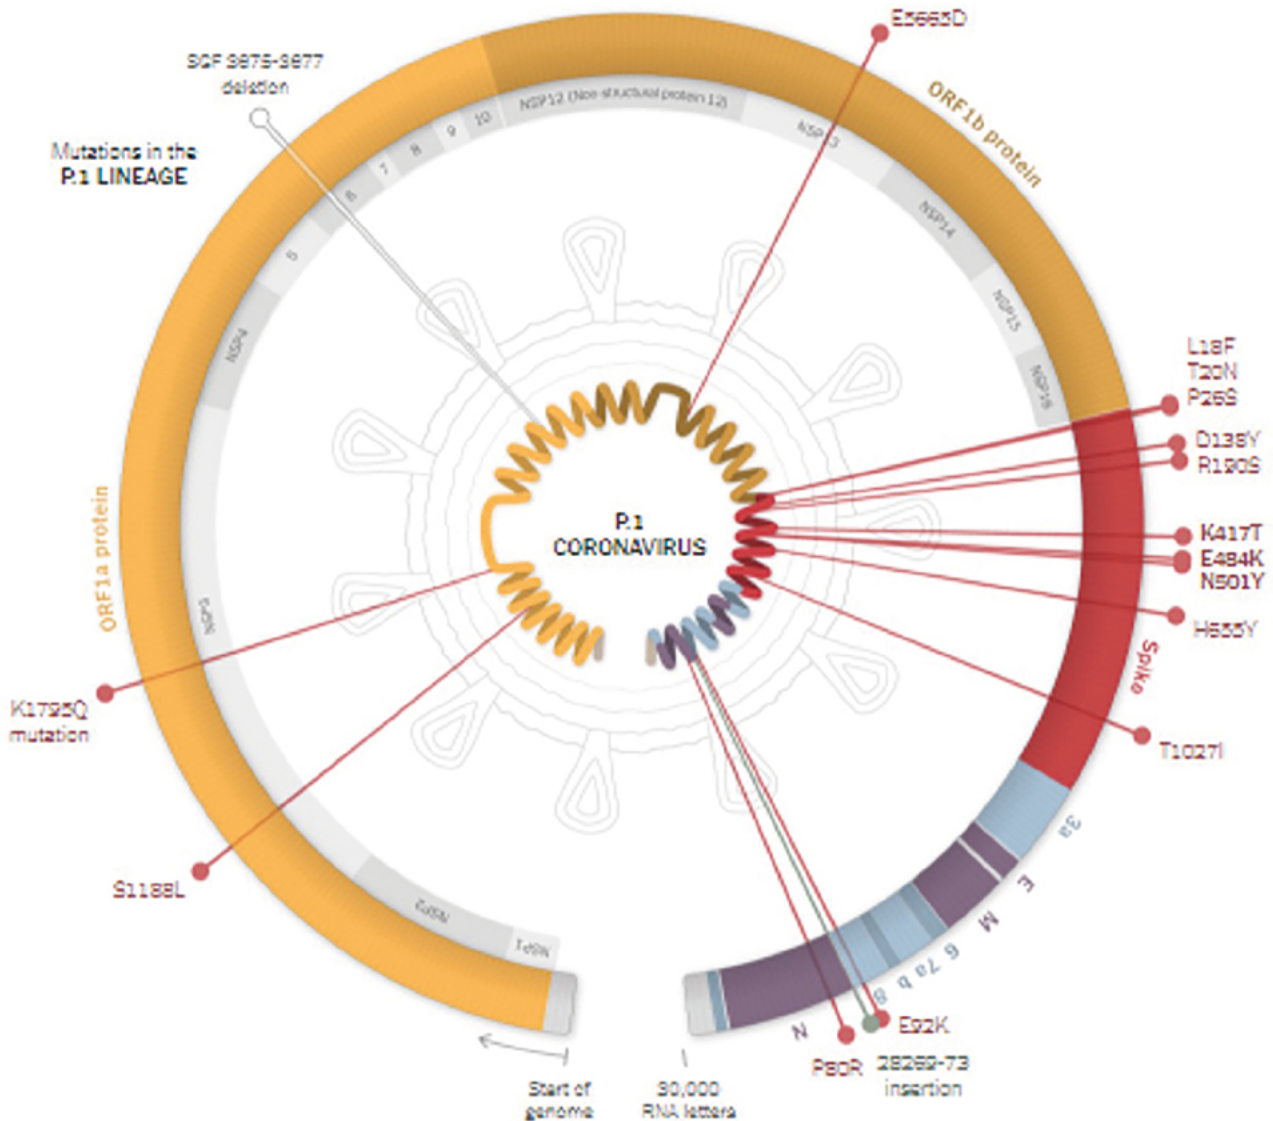 E5665D
SGF 3675-3677
deletion
Mutations in the
P.1 LINEAGE
NSP12 (Non-structural protein 12)
10
9
8
7
6
5
NSP4
NSP3
NSP2
NSP1
NSP13
NSP14
NSP15
NSP16
ORF1b protein
ORF1a protein
L18F
T20N
P26S
D138Y
R190S
K417T
E484K
N501Y
H655Y
Spike
T1027I
P.1
CORONAVIRUS
K1795Q
mutation
S1188L
3a
E
M
6
7a
b
8
N
E92K
P80R
28269-73
insertion
Start of
genome
30,000
RNA letters